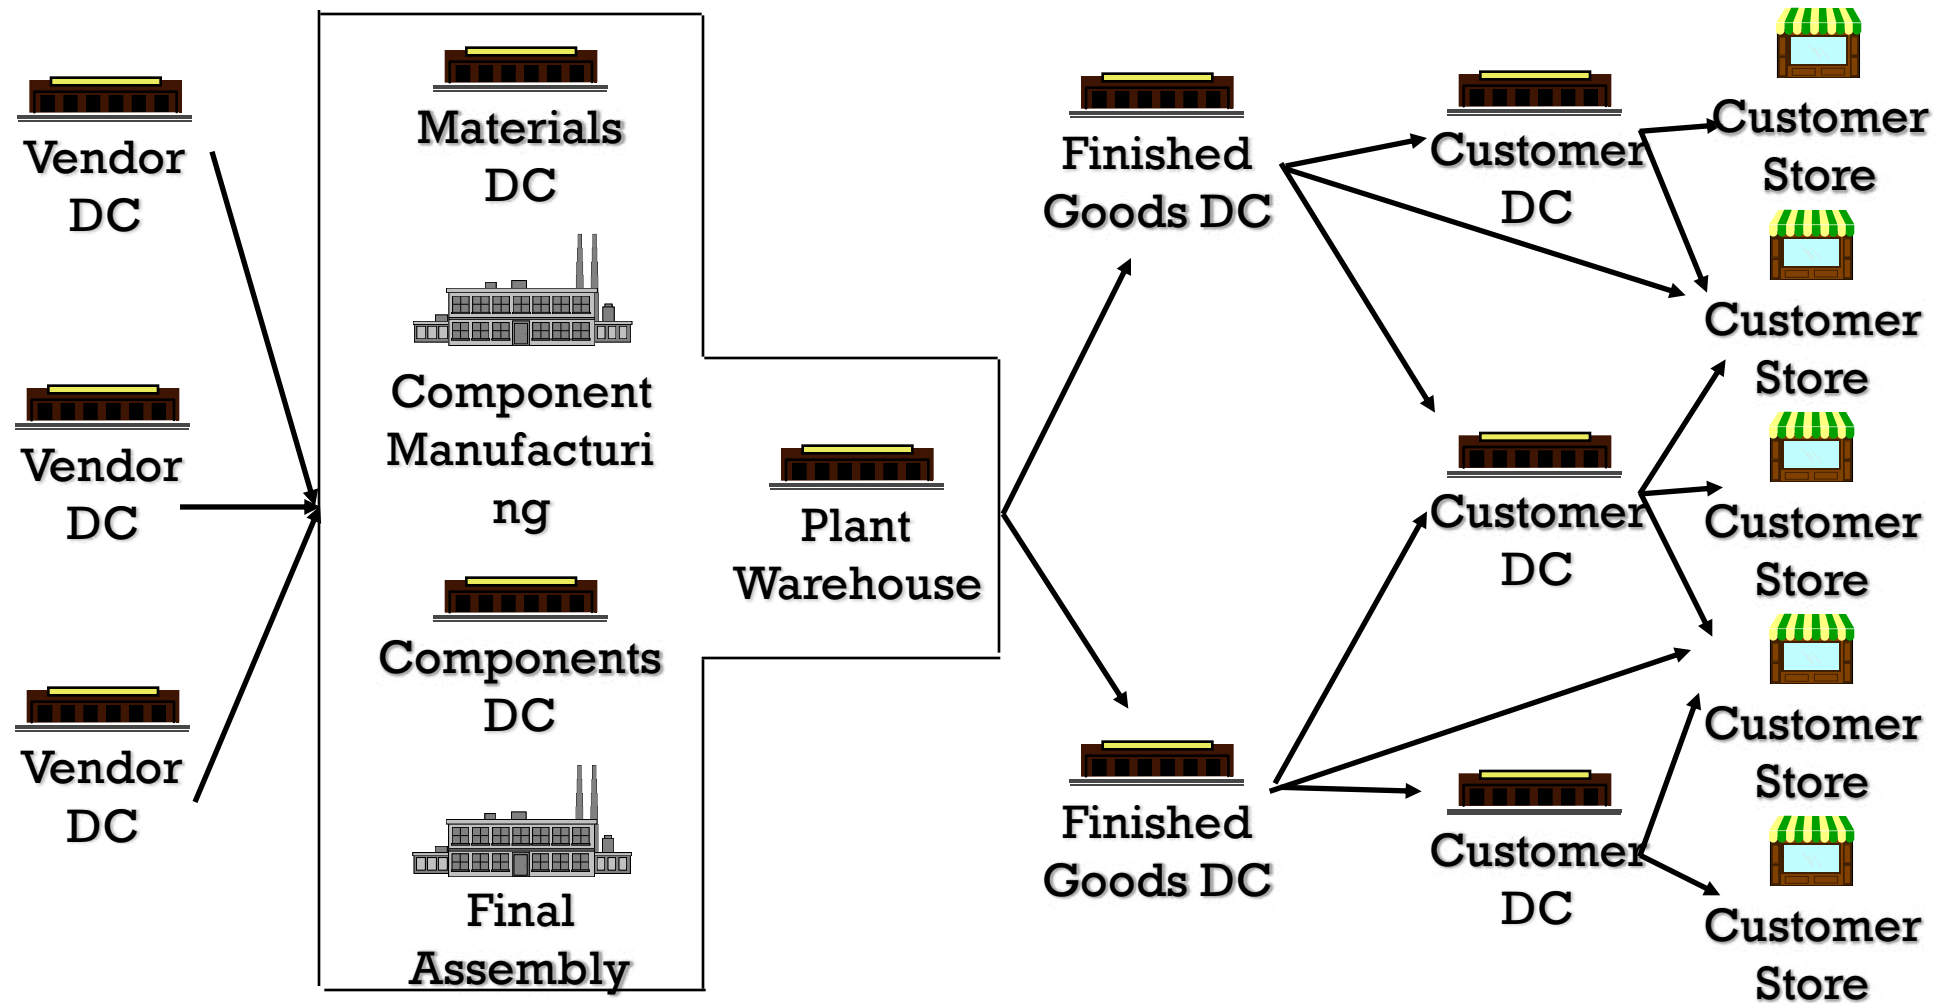 Vendor
DC
Vendor
DC
Vendor
DC
Materials
DC
Component
Manufacturi
ng
Components
DC
Final
Assembly
Plant
Warehouse
Finished
Goods DC
Finished
Goods DC
Customer
DC
Customer
DC
Customer
DC
Customer
Store
Customer
Store
Customer
Store
Customer
Store
Customer
Store